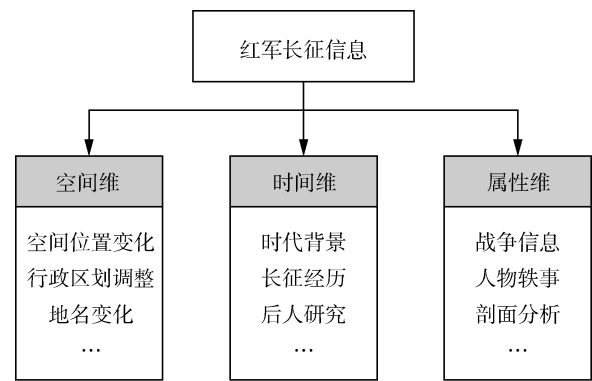 红军长征信息
空间维
空间位置变化
行政区划调整
地名变化
…
时间维
时代背景
长征经历
后人研究
…
属性维
战争信息
人物轶事
剖面分析
…